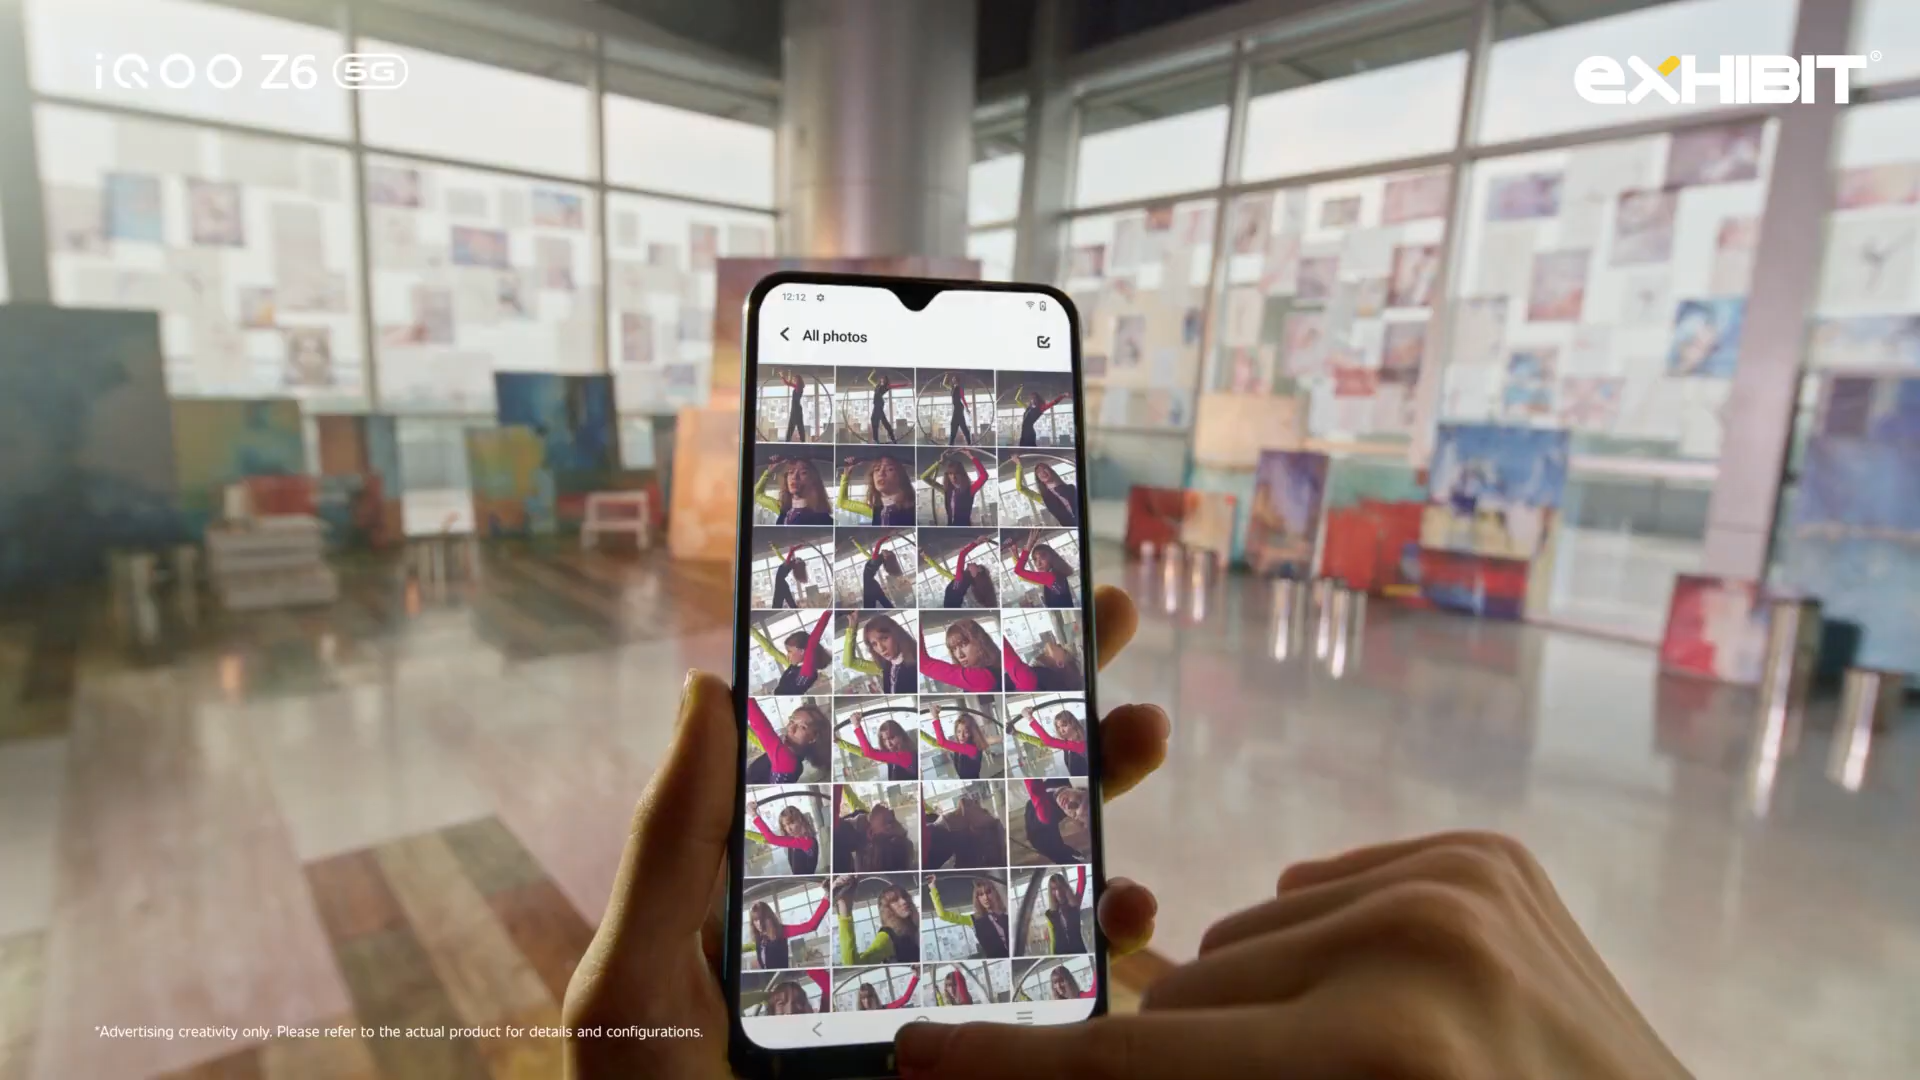 iQOO Z6 5G
EXHIBIT®
12:12
All photos
*Advertising creativity only. Please refer to the actual product for details and configurations.